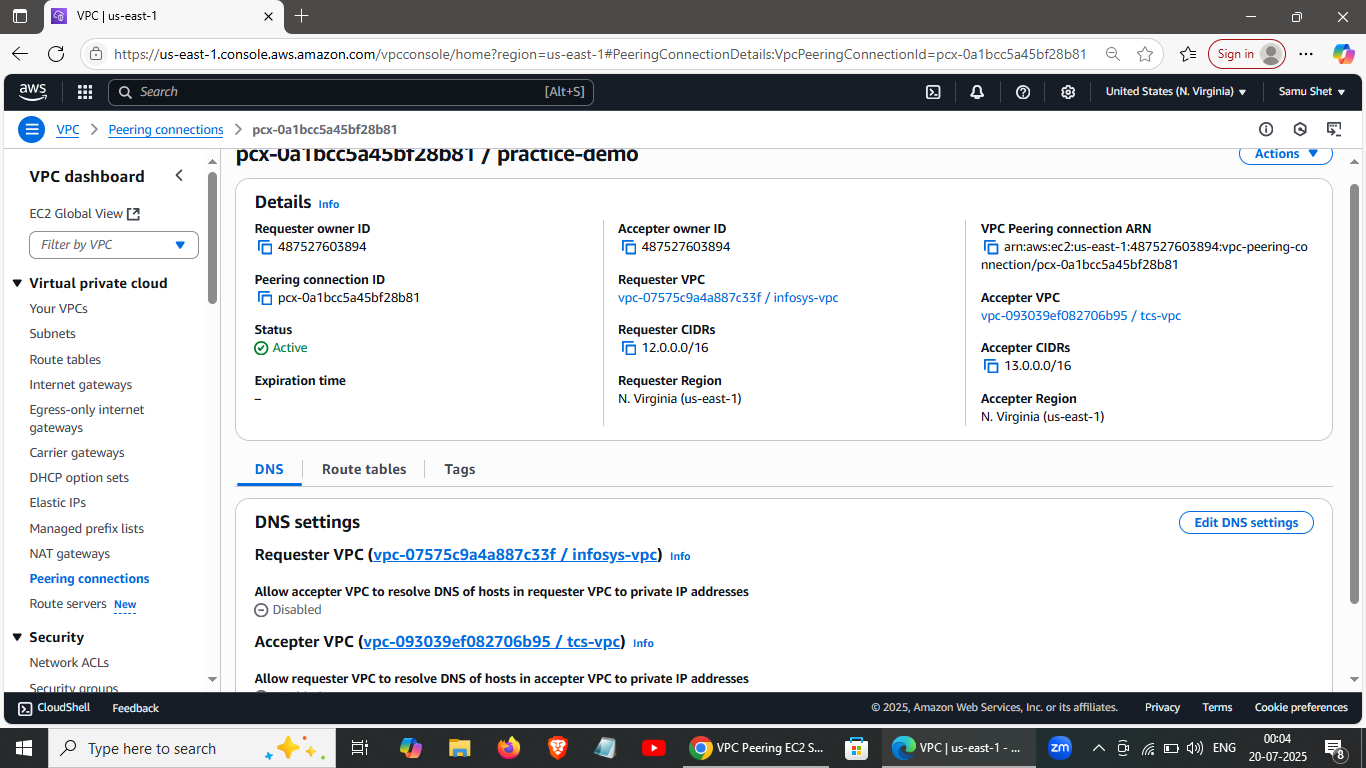 VPC | us-east-1
https://us-east-1.console.aws.amazon.com/vpcconsole/home?region=us-east-1#PeeringConnectionDetails:VpcPeeringConnectionId=pcx-0a1bcc5a45bf28b81
Sign in
aws
Search
[Alt+S]
United States (N. Virginia)
Samu Shet
VPC
Peering connections
pcx-0a1bcc5a45bf28b81
VPC dashboard
EC2 Global View
Filter by VPC
Virtual private cloud
Your VPCs
Subnets
Route tables
Internet gateways
Egress-only internet
gateways
Carrier gateways
DHCP option sets
Elastic IPs
Managed prefix lists
NAT gateways
Peering connections
Route servers New
Security
Network ACLs
Security groups
pcx-0a1bcc5a45bf28b81 / practice-demo
Actions
Details Info
Requester owner ID
487527603894
Peering connection ID
pcx-0a1bcc5a45bf28b81
Status
Active
Expiration time
–
Accepter owner ID
487527603894
Requester VPC
vpc-07575c9a4a887c33f / infosys-vpc
Requester CIDRs
12.0.0.0/16
Requester Region
N. Virginia (us-east-1)
VPC Peering connection ARN
arn:aws:ec2:us-east-1:487527603894:vpc-peering-co
nnection/pcx-0a1bcc5a45bf28b81
Accepter VPC
vpc-093039ef082706b95 / tcs-vpc
Accepter CIDRs
13.0.0.0/16
Accepter Region
N. Virginia (us-east-1)
DNS
Route tables
Tags
DNS settings
Edit DNS settings
Requester VPC (vpc-07575c9a4a887c33f / infosys-vpc) Info
Allow accepter VPC to resolve DNS of hosts in requester VPC to private IP addresses
Disabled
Accepter VPC (vpc-093039ef082706b95 / tcs-vpc) Info
Allow requester VPC to resolve DNS of hosts in accepter VPC to private IP addresses
CloudShell
Feedback
© 2025, Amazon Web Services, Inc. or its affiliates.
Privacy
Terms
Cookie preferences
Type here to search
VPC Peering EC2 S...
VPC | us-east-1 - ...
zm
ENG
00:04
20-07-2025
8